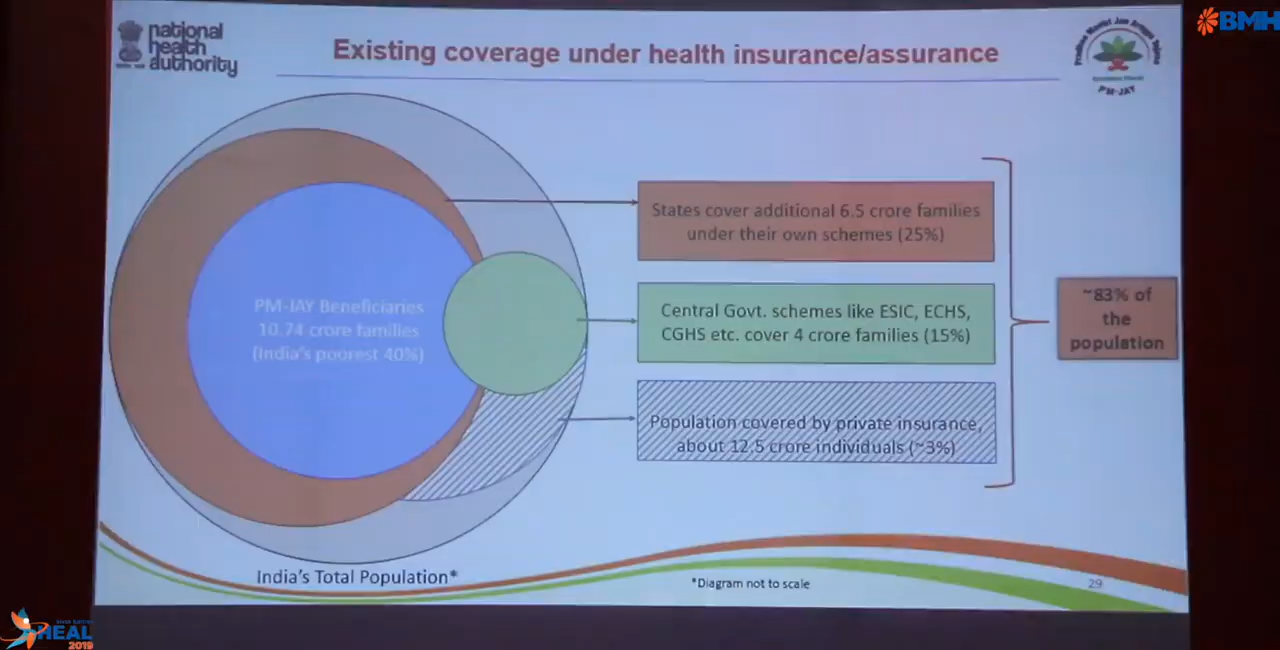 national
health
authority
Existing coverage under health insurance/assurance
PM-JAY
BMH
States cover additional 6.5 crore families
under their own schemes (25%)
PM-JAY Beneficiaries
10.74 crore families
(India's poorest 40%)
Central Govt. schemes like ESIC, ECHS,
CGHS etc. cover 4 crore families (15%)
~83% of
the
population
Population covered by private insurance,
about 12.5 crore individuals (~3%)
India's Total Population*
*Diagram not to scale
29
HEAL
2019